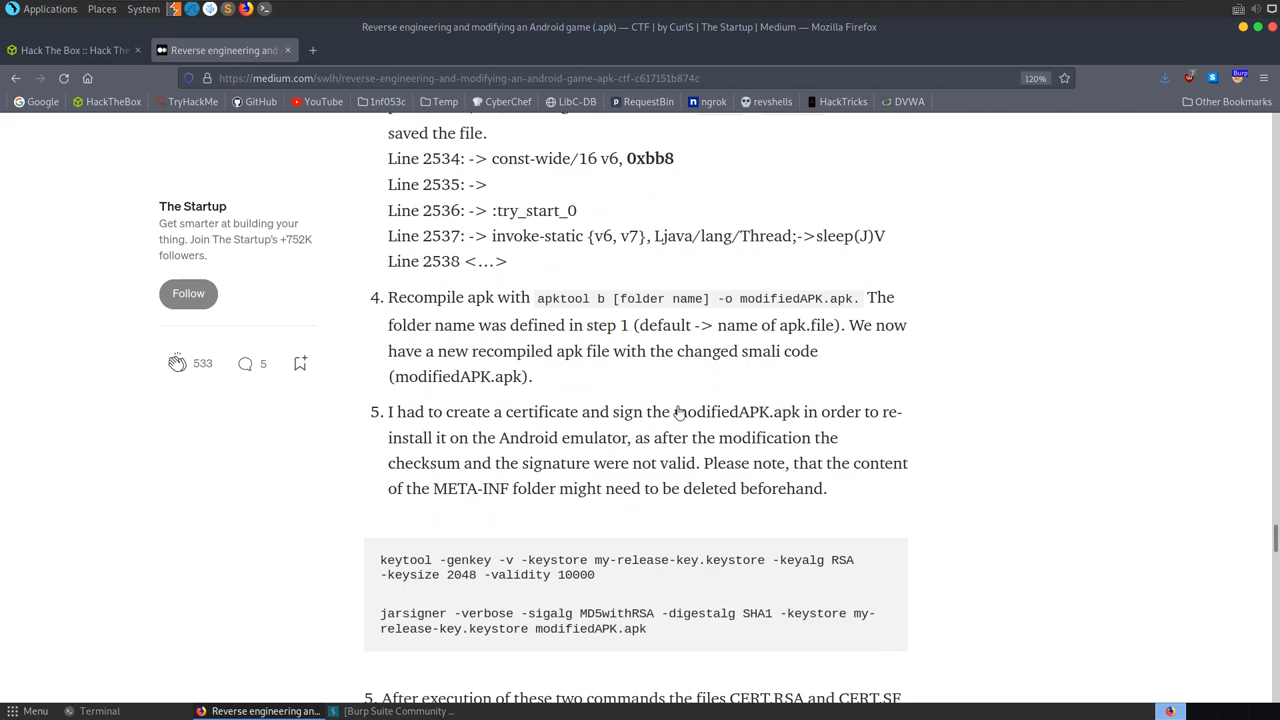 Applications Places System
Reverse engineering and modifying an Android game (.apk) — CTF | by CurlS | The Startup | Medium — Mozilla Firefox
Hack The Box :: Hack The
Reverse engineering and
https://medium.com/swlh/reverse-engineering-and-modifying-an-android-game-apk-ctf-c617151b874c
120%
Burp
Google HackTheBox TryHackMe GitHub YouTube 1nf053c Temp CyberChef LibC-DB RequestBin ngrok revshells HackTricks DVWA Other Bookmarks
saved the file.
Line 2534: -> const-wide/16 v6, 0xbb8
Line 2535: ->
Line 2536: -> :try_start_0
Line 2537: -> invoke-static {v6, v7}, Ljava/lang/Thread;->sleep(J)V
Line 2538 <…>
The Startup
Get smarter at building your
thing. Join The Startup's +752K
followers.
Follow
533 5
4. Recompile apk with apktool b [folder name] -o modifiedAPK.apk. The
folder name was defined in step 1 (default -> name of apk.file). We now
have a new recompiled apk file with the changed smali code
(modifiedAPK.apk).
5. I had to create a certificate and sign the modifiedAPK.apk in order to re-
install it on the Android emulator, as after the modification the
checksum and the signature were not valid. Please note, that the content
of the META-INF folder might need to be deleted beforehand.
keytool -genkey -v -keystore my-release-key.keystore -keyalg RSA
-keysize 2048 -validity 10000
jarsigner -verbose -sigalg MD5withRSA -digestalg SHA1 -keystore my-
release-key.keystore modifiedAPK.apk
5. After execution of these two commands the files CERT.RSA and CERT.SF
Menu Terminal Reverse engineering an... [Burp Suite Community ...